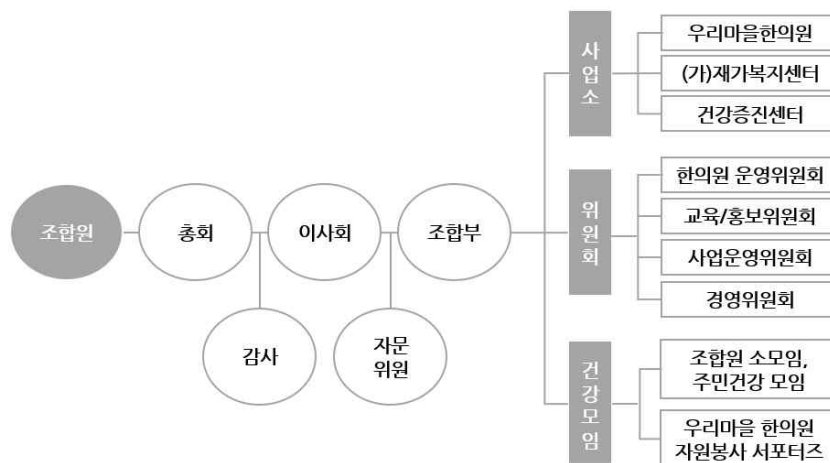 조합원
총회
이사회
조합부
감사
자문
위원
사업소
우리마을한의원
(가)재가복지센터
건강증진센터
위원회
한의원 운영위원회
교육/홍보위원회
사업운영위원회
경영위원회
건강모임
조합원 소모임,
주민건강 모임
우리마을 한의원
자원봉사 서포터즈